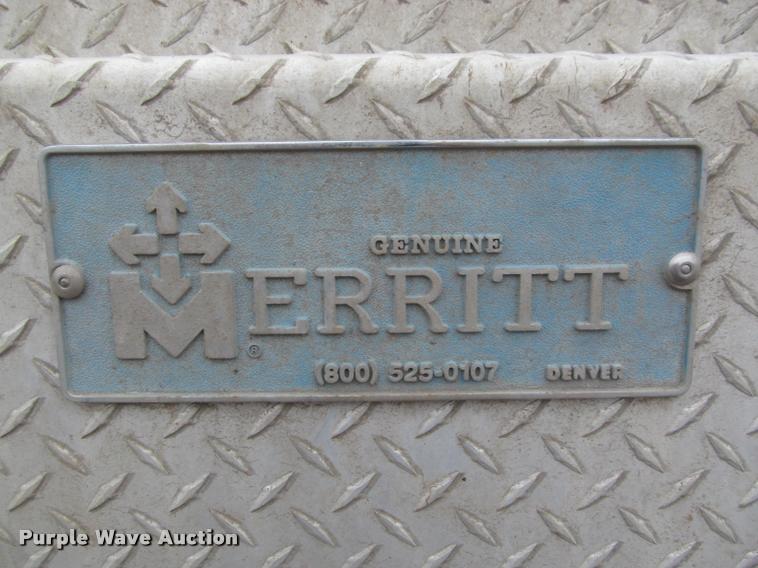 GENUINE
MERRITT®
(800) 525-0107 DENVER
Purple Wave Auction